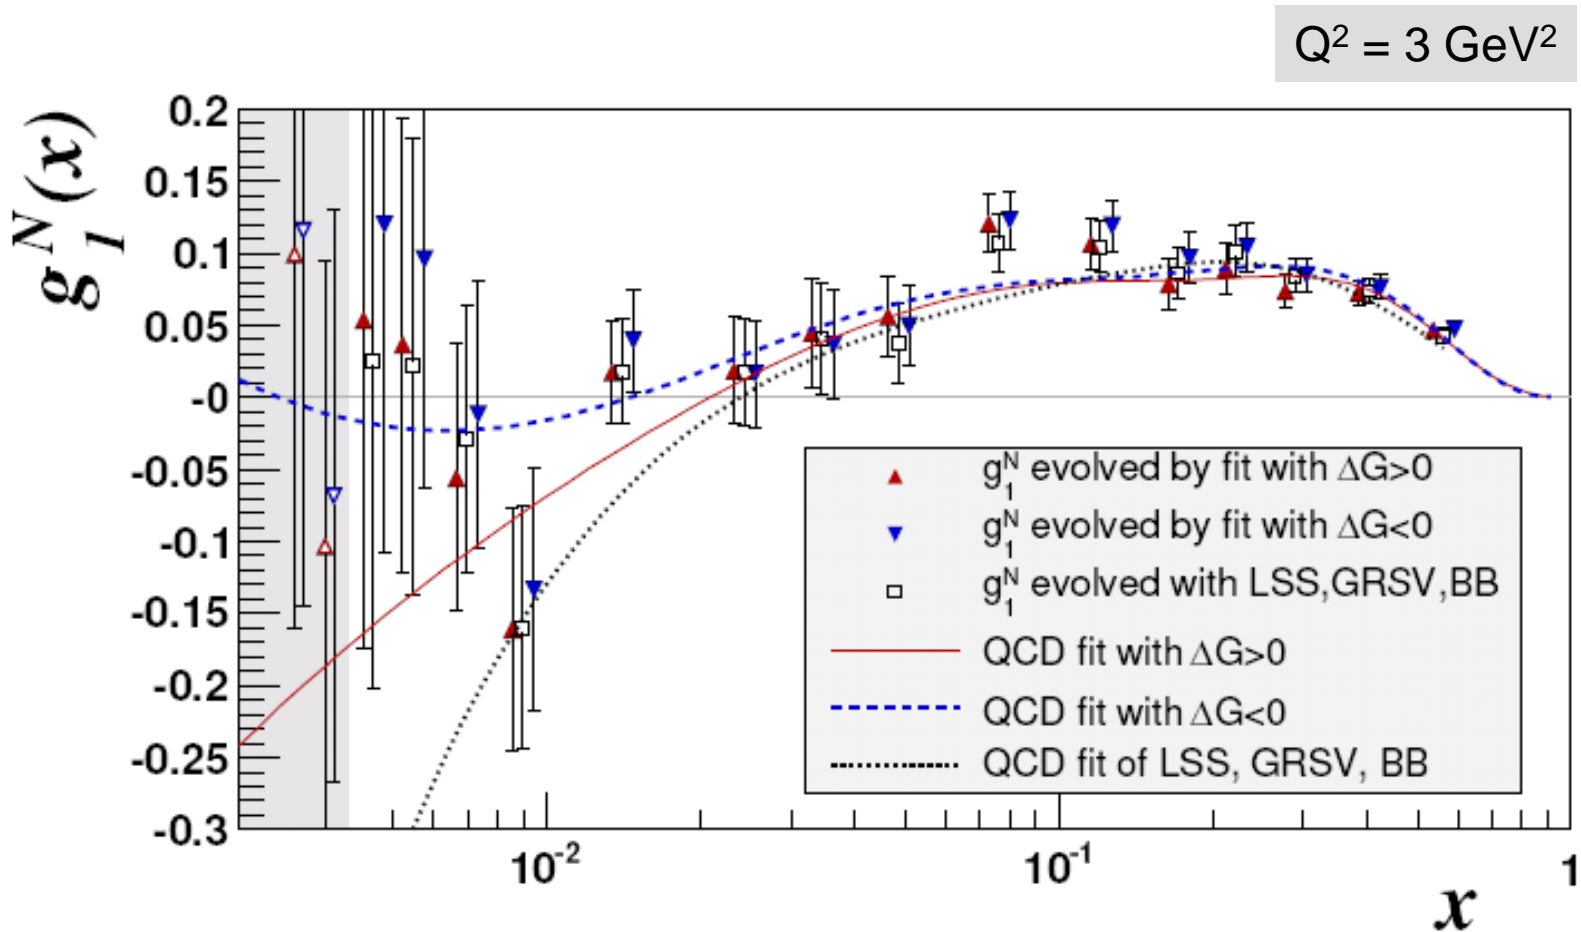 Q² = 3 GeV²
g₁ᴺ(x)
0.2
0.15
0.1
0.05
-0
-0.05
-0.1
-0.15
-0.2
-0.25
-0.3
g₁ᴺ evolved by fit with ΔG>0
g₁ᴺ evolved by fit with ΔG<0
g₁ᴺ evolved with LSS,GRSV,BB
QCD fit with ΔG>0
QCD fit with ΔG<0
QCD fit of LSS, GRSV, BB
10⁻² 10⁻¹ 1
x